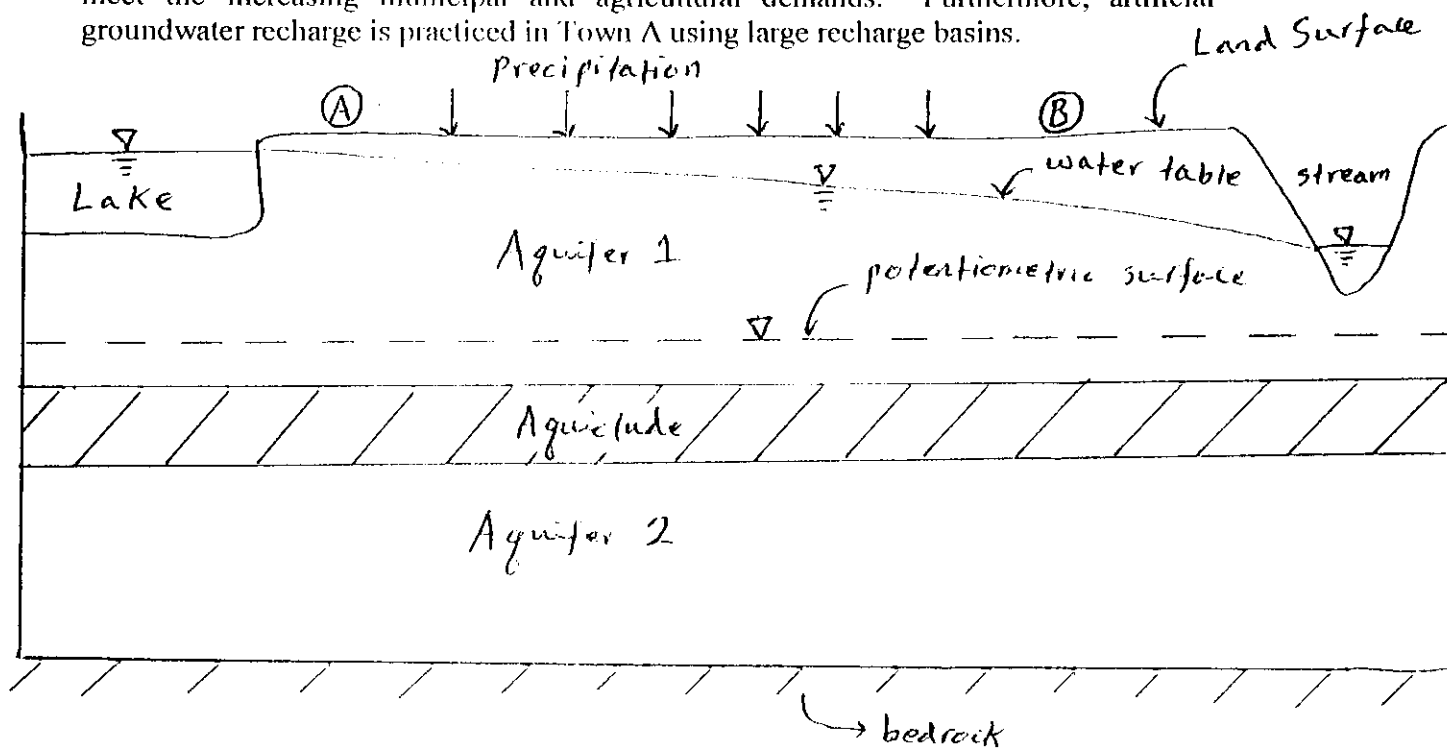 meet the increasing municipal and agricultural demands. Furthermore, artificial
groundwater recharge is practiced in Town A using large recharge basins.
Land Surface
Precipitation
A
B
water table
stream
Lake
Aquifer 1
potentiometric surface
Aquiclude
Aquifer 2
bedrock